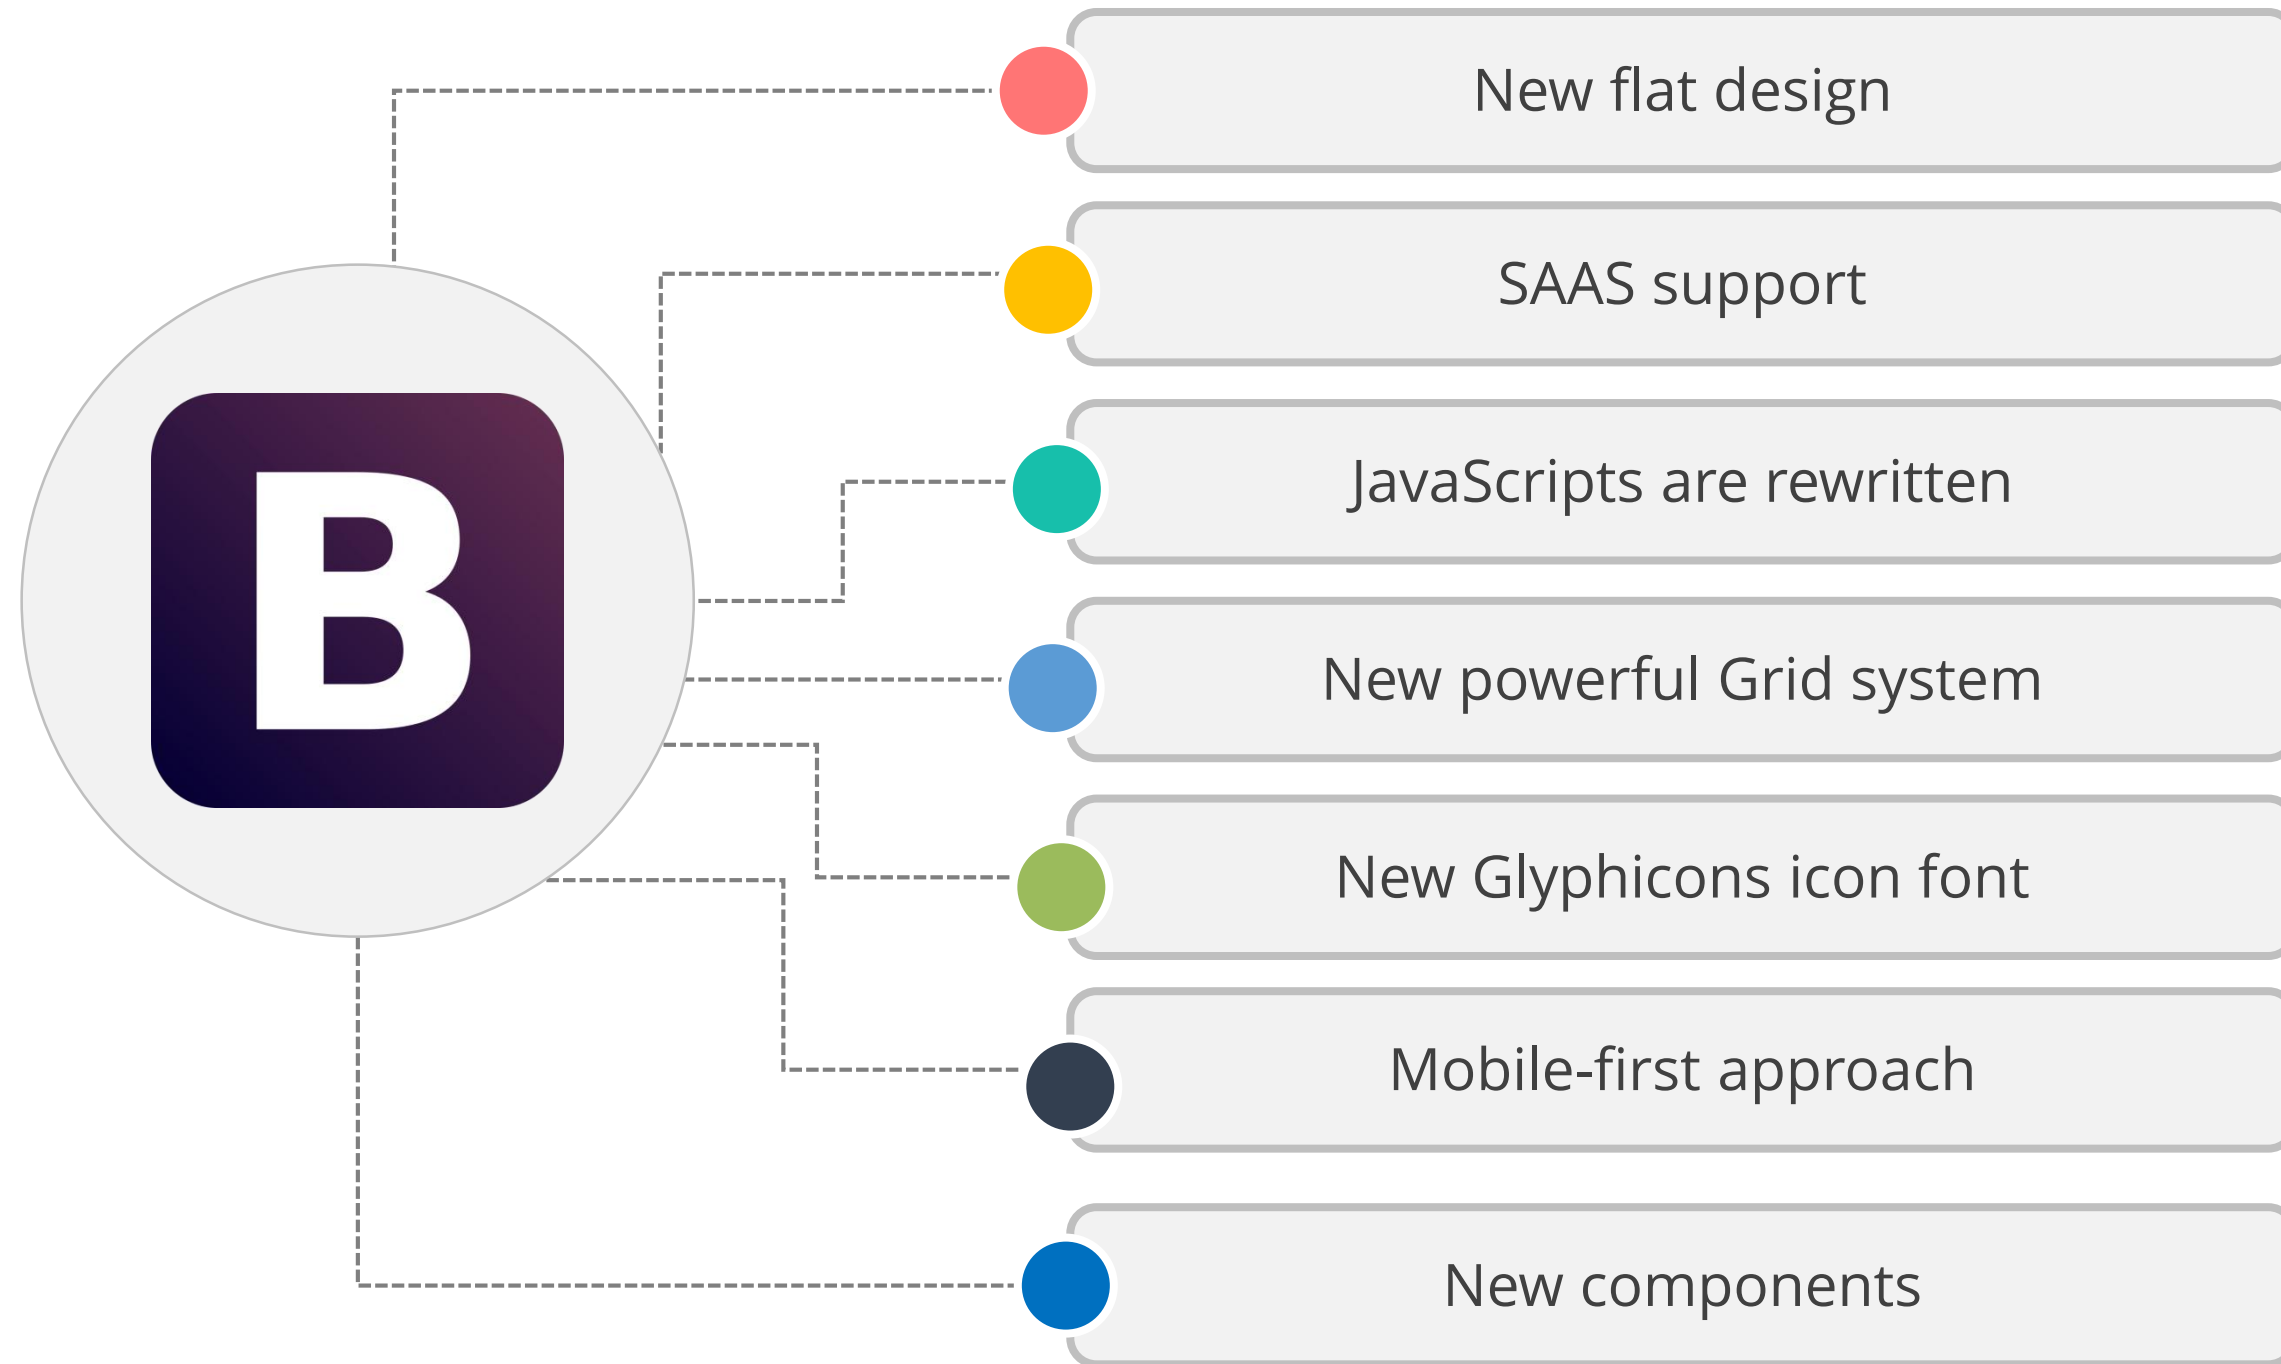 New flat design
SAAS support
B
JavaScripts are rewritten
New powerful Grid system
New Glyphicons icon font
Mobile-first approach
New components